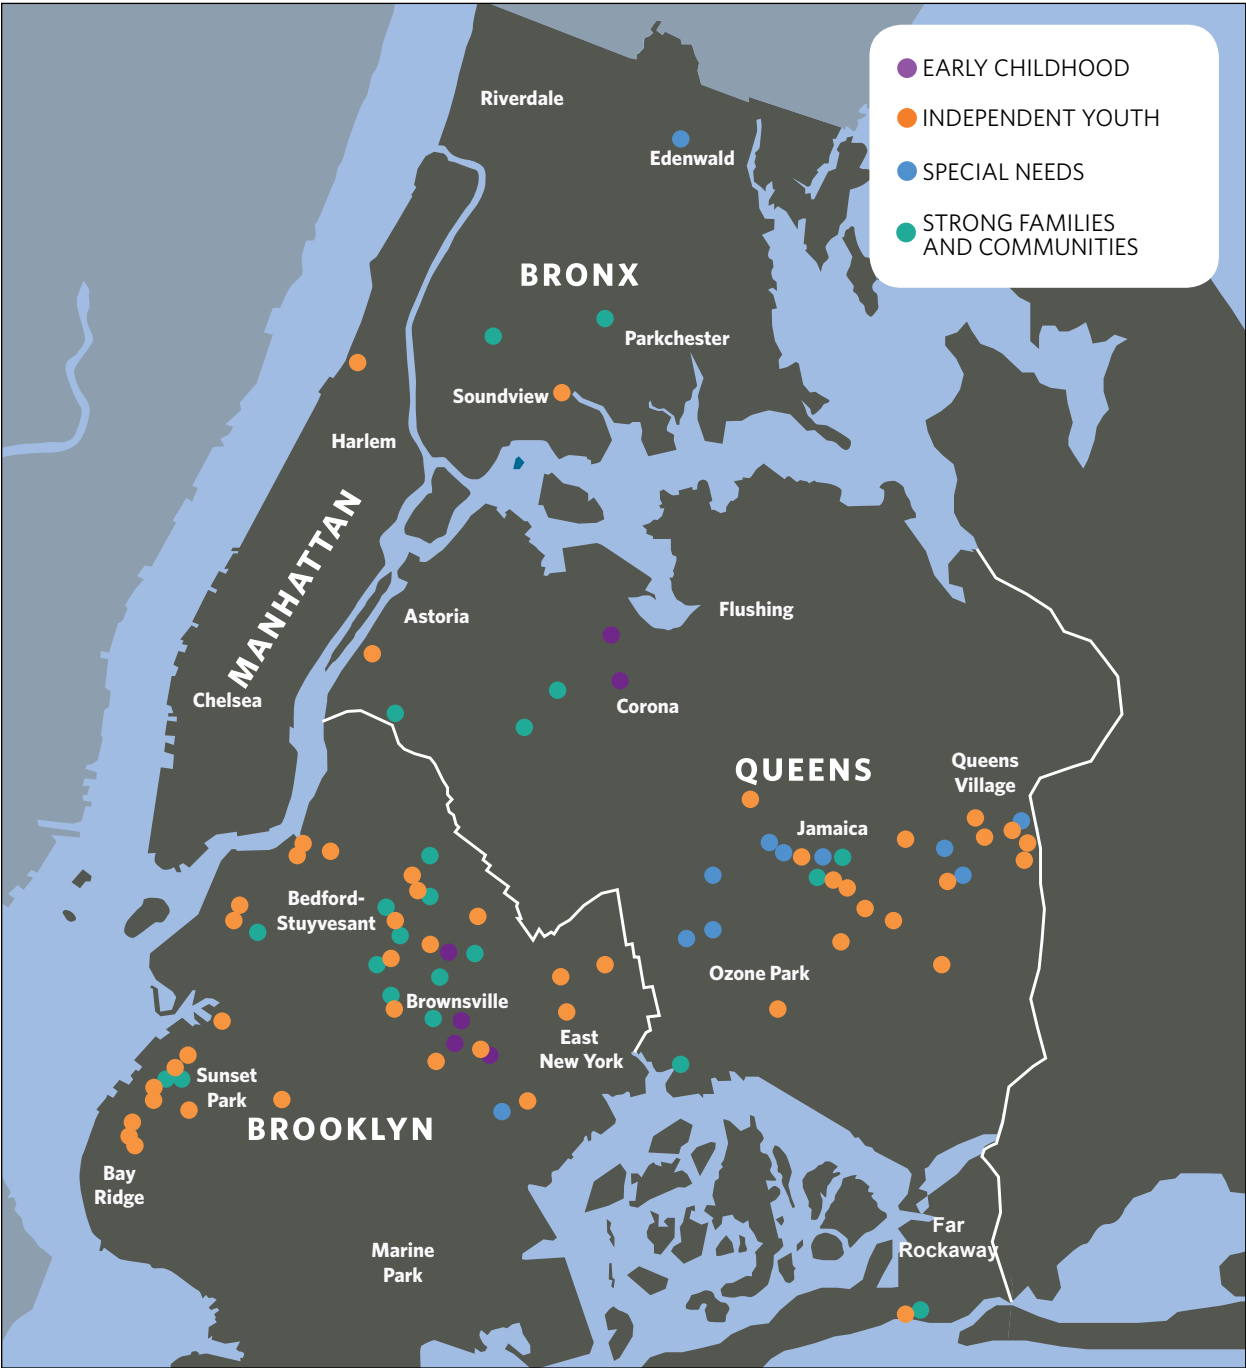 EARLY CHILDHOOD
INDEPENDENT YOUTH
SPECIAL NEEDS
STRONG FAMILIES
AND COMMUNITIES
Riverdale
Edenwald
BRONX
Parkchester
Soundview
Harlem
MANHATTAN
Astoria
Flushing
Chelsea
Corona
QUEENS
Queens
Village
Jamaica
Bedford-
Stuyvesant
Ozone Park
Brownsville
East
New York
Sunset
Park
BROOKLYN
Bay
Ridge
Marine
Park
Far
Rockaway